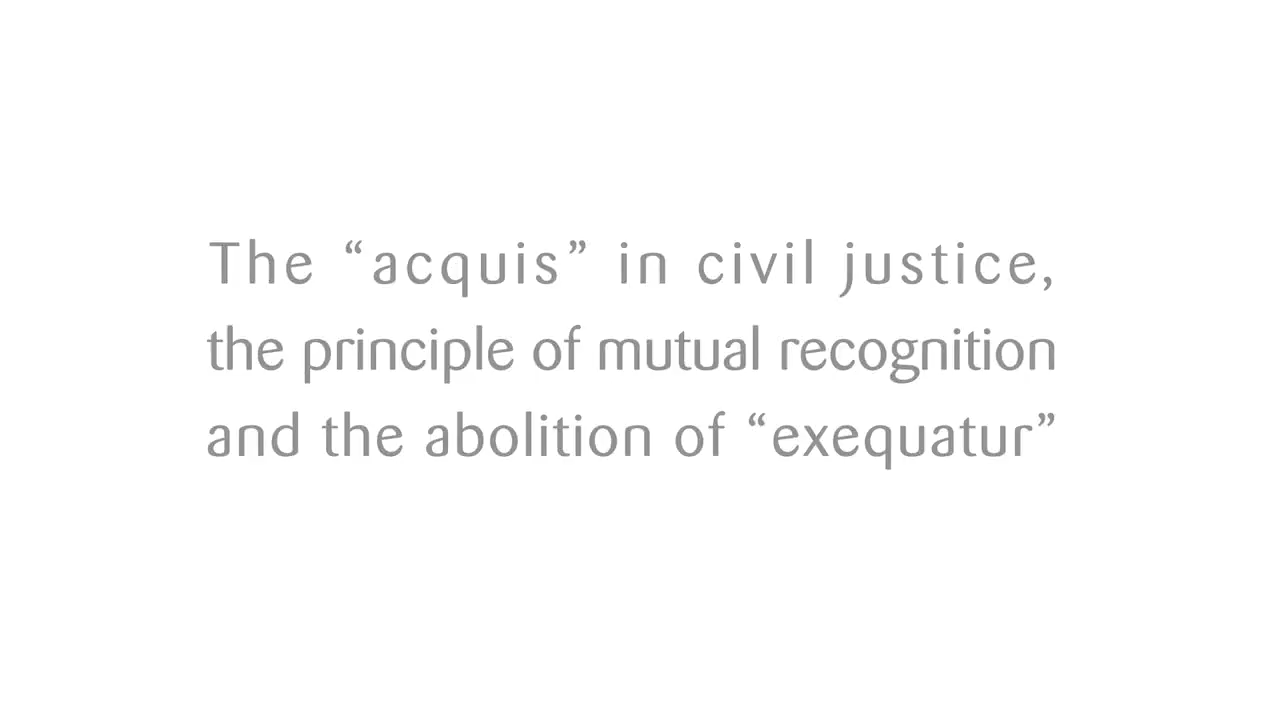 The “acquis” in civil justice,
the principle of mutual recognition
and the abolition of “exequatur”